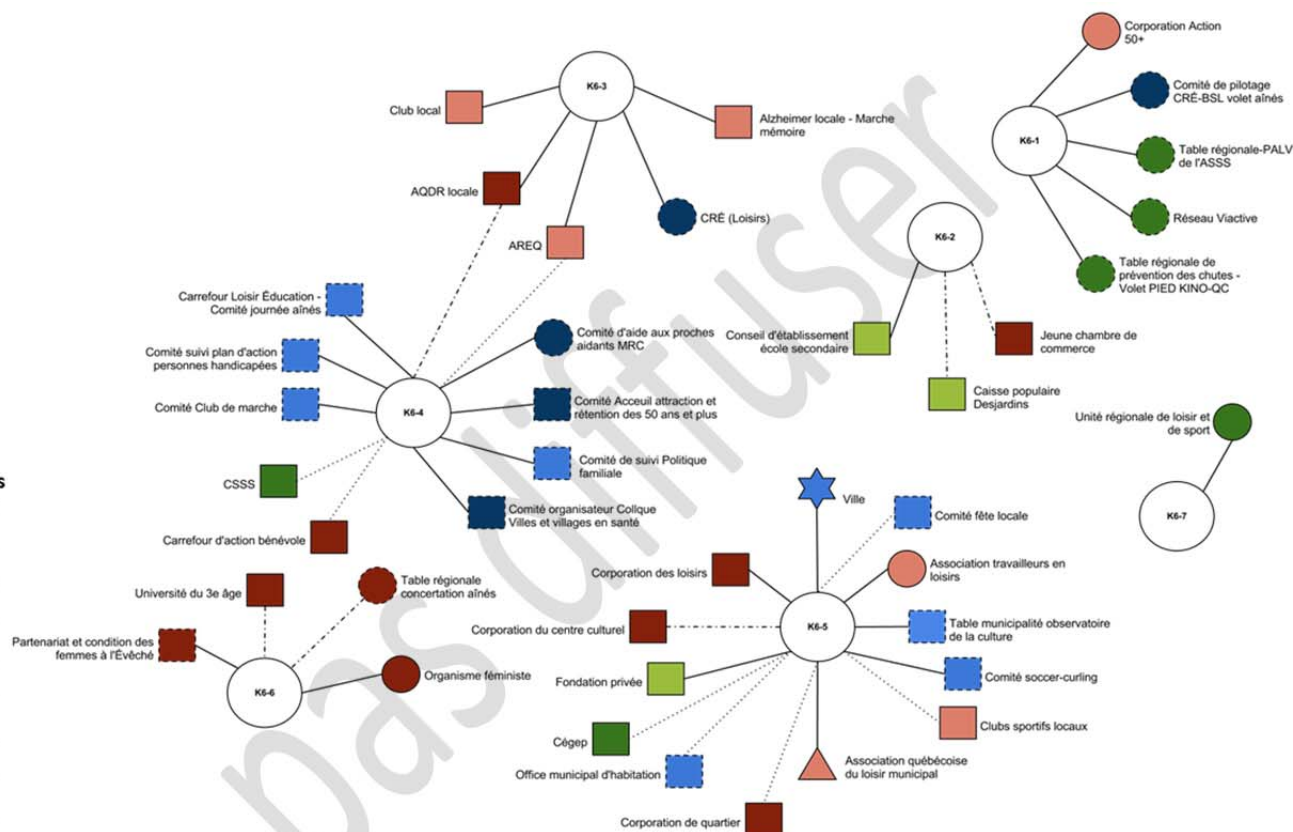 Corporation Action
50+
K6-3
Comité de pilotage
CRÉ-BSL volet aînés
Club local
Alzheimer locale - Marche
mémoire
K6-1
Table régionale-PALV
de l'ASSS
AQDR locale
CRÉ (Loisirs)
Réseau Viactive
K6-2
AREQ
Table régionale de
prévention des chutes -
Volet PIED KINO-QC
Carrefour Loisir Éducation -
Comité journée aînés
Comité d'aide aux proches
aidants MRC
Conseil d'établissement
école secondaire
Jeune chambre de
commerce
Comité suivi plan d'action
personnes handicapées
Caisse populaire
Desjardins
Comité Club de marche
K6-4
Comité Acceuil attraction et
rétention des 50 ans et plus
Unité régionale de loisir et
de sport
Comité de suivi Politique
familiale
CSSS
s
Ville
Comité organisateur Collque
Villes et villages en santé
Comité fête locale
K6-7
Carrefour d'action bénévole
Corporation des loisirs
Association travailleurs en
loisirs
Université du 3e âge
Table régionale
concertation aînés
Corporation du centre culturel
K6-5
Table municipalité observatoire
de la culture
Partenariat et condition des
femmes à l'Évêché
Organisme féministe
Fondation privée
Comité soccer-curling
K6-6
Clubs sportifs locaux
Cégep
Office municipal d'habitation
Association québécoise
du loisir municipal
Corporation de quartier
pas diffuser